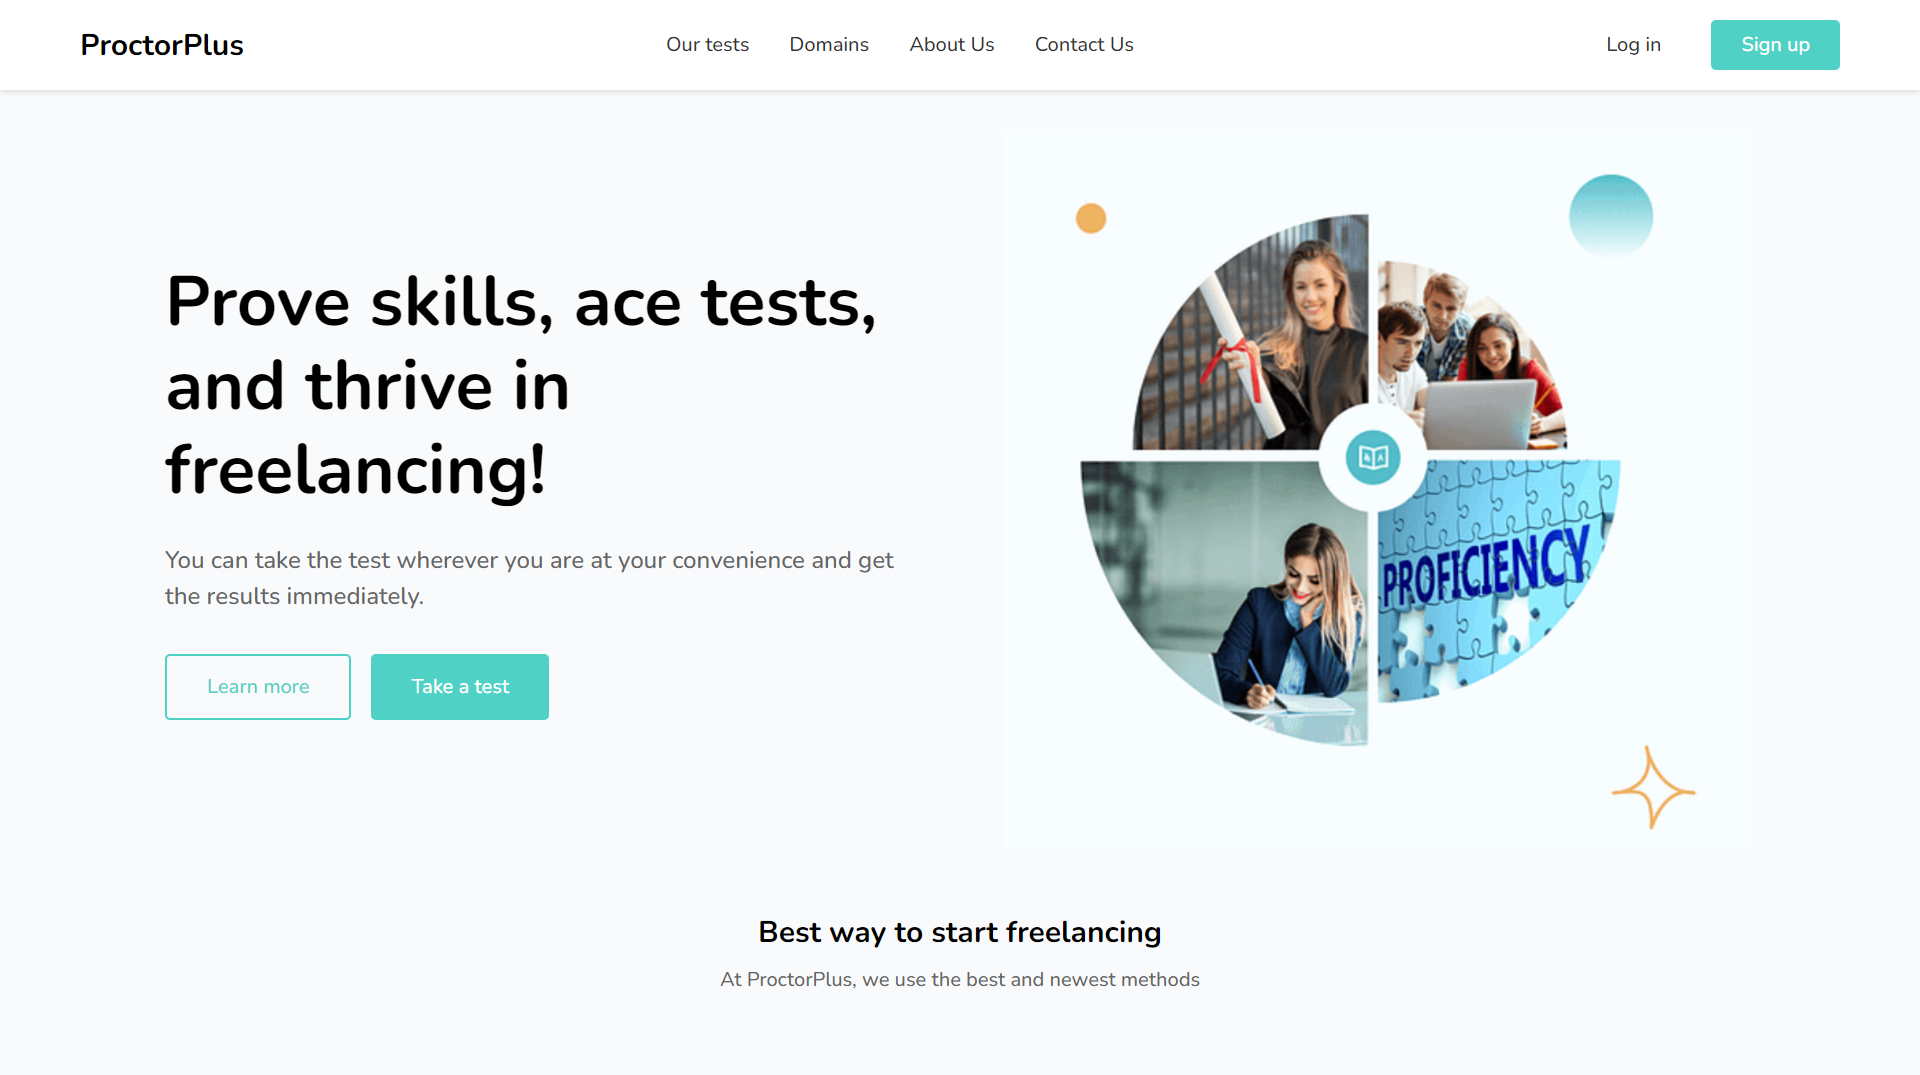 ProctorPlus
Our tests
Domains
About Us
Contact Us
Log in
Sign up
Prove skills, ace tests,
and thrive in
freelancing!
You can take the test wherever you are at your convenience and get
the results immediately.
Learn more
Take a test
PROFICIENCY
Best way to start freelancing
At ProctorPlus, we use the best and newest methods